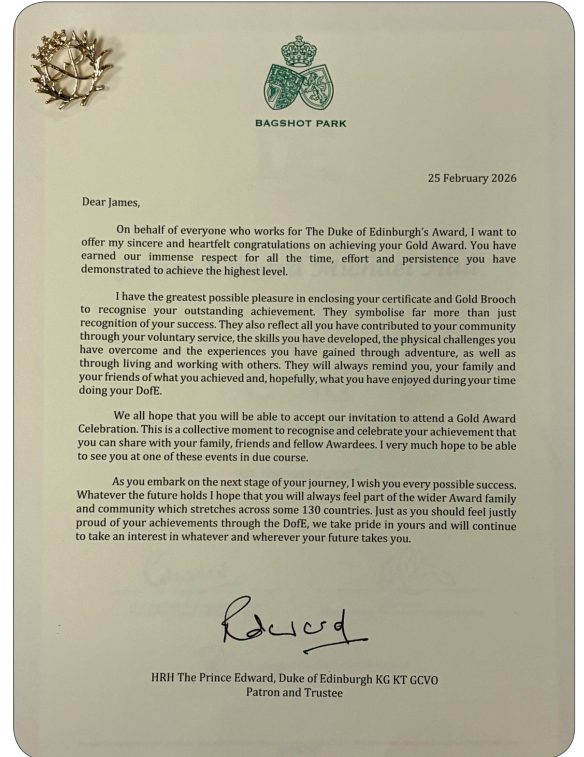 BAGSHOT PARK
25 February 2026
Dear James,
On behalf of everyone who works for The Duke of Edinburgh's Award, I want to
offer my sincere and heartfelt congratulations on achieving your Gold Award. You have
earned our immense respect for all the time, effort and persistence you have
demonstrated to achieve the highest level.
I have the greatest possible pleasure in enclosing your certificate and Gold Brooch
to recognise your outstanding achievement. They symbolise far more than just
recognition of your success. They also reflect all you have contributed to your community
through your voluntary service, the skills you have developed, the physical challenges you
have overcome and the experiences you have gained through adventure, as well as
through living and working with others. They will always remind you, your family and
your friends of what you achieved and, hopefully, what you have enjoyed during your time
doing your DofE.
We all hope that you will be able to accept our invitation to attend a Gold Award
Celebration. This is a collective moment to recognise and celebrate your achievement that
you can share with your family, friends and fellow Awardees. I very much hope to be able
to see you at one of these events in due course.
As you embark on the next stage of your journey, I wish you every possible success.
Whatever the future holds I hope that you will always feel part of the wider Award family
and community which stretches across some 130 countries. Just as you should feel justly
proud of your achievements through the DofE, we take pride in yours and will continue
to take an interest in whatever and wherever your future takes you.
Edward
HRH The Prince Edward, Duke of Edinburgh KG KT GCVO
Patron and Trustee